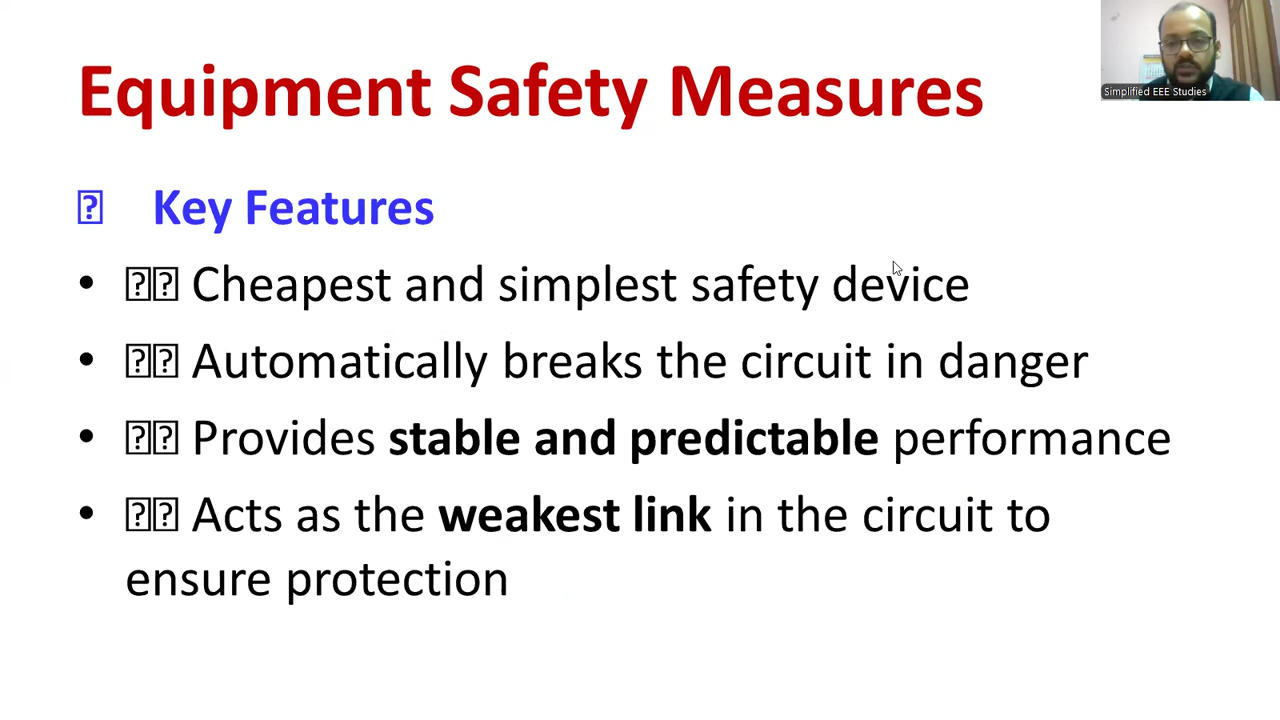 Equipment Safety Measures
Simplified EEE Studies
Key Features
• Cheapest and simplest safety device
• Automatically breaks the circuit in danger
• Provides stable and predictable performance
• Acts as the weakest link in the circuit to
ensure protection